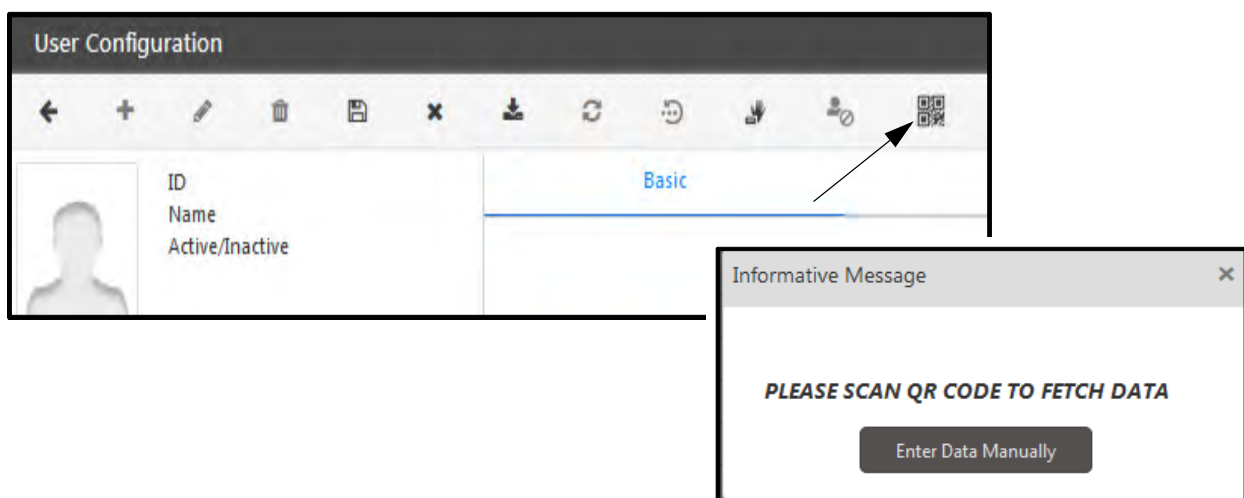 User Configuration
ID
Name
Active/Inactive
Basic
Informative Message
PLEASE SCAN QR CODE TO FETCH DATA
Enter Data Manually